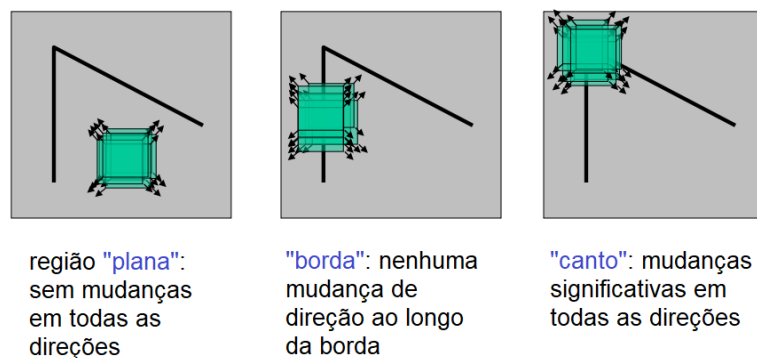 região "plana":
sem mudanças
em todas as
direções
"borda": nenhuma
mudança de
direção ao longo
da borda
"canto": mudanças
significativas em
todas as direções